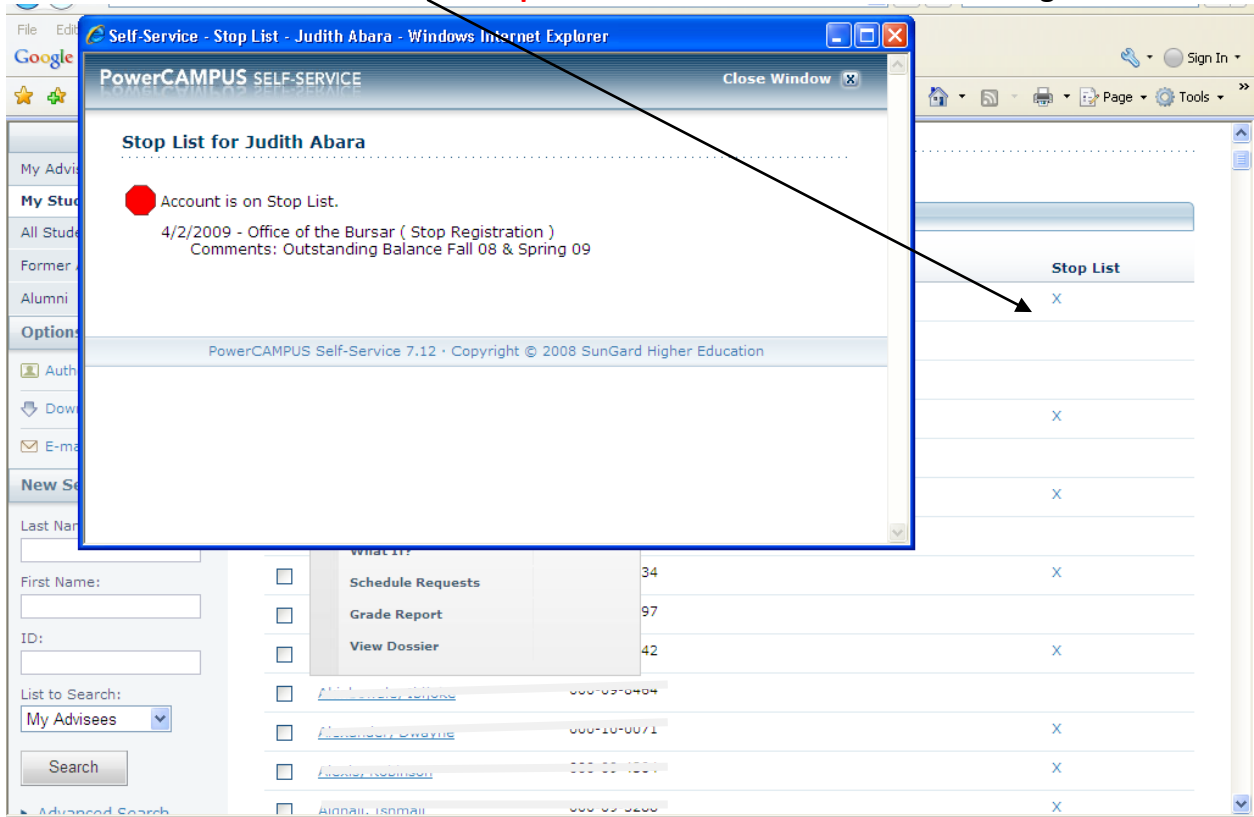 File Edit
Self-Service - Stop List - Judith Abara - Windows Internet Explorer
Google
Sign In
PowerCAMPUS SELF-SERVICE
Close Window
Page
Tools
»
Stop List for Judith Abara
My Advis
My Stud
Account is on Stop List.
All Stude
4/2/2009 - Office of the Bursar ( Stop Registration )
Comments: Outstanding Balance Fall 08 & Spring 09
Former
Stop List
Alumni
X
Options
PowerCAMPUS Self-Service 7.12 · Copyright © 2008 SunGard Higher Education
Auth
Down
X
E-ma
New Se
X
Last Nam
What If?
First Name:
Schedule Requests
34
X
Grade Report
97
ID:
View Dossier
42
X
List to Search:
My Advisees
X
Search
X
Advanced Search
X